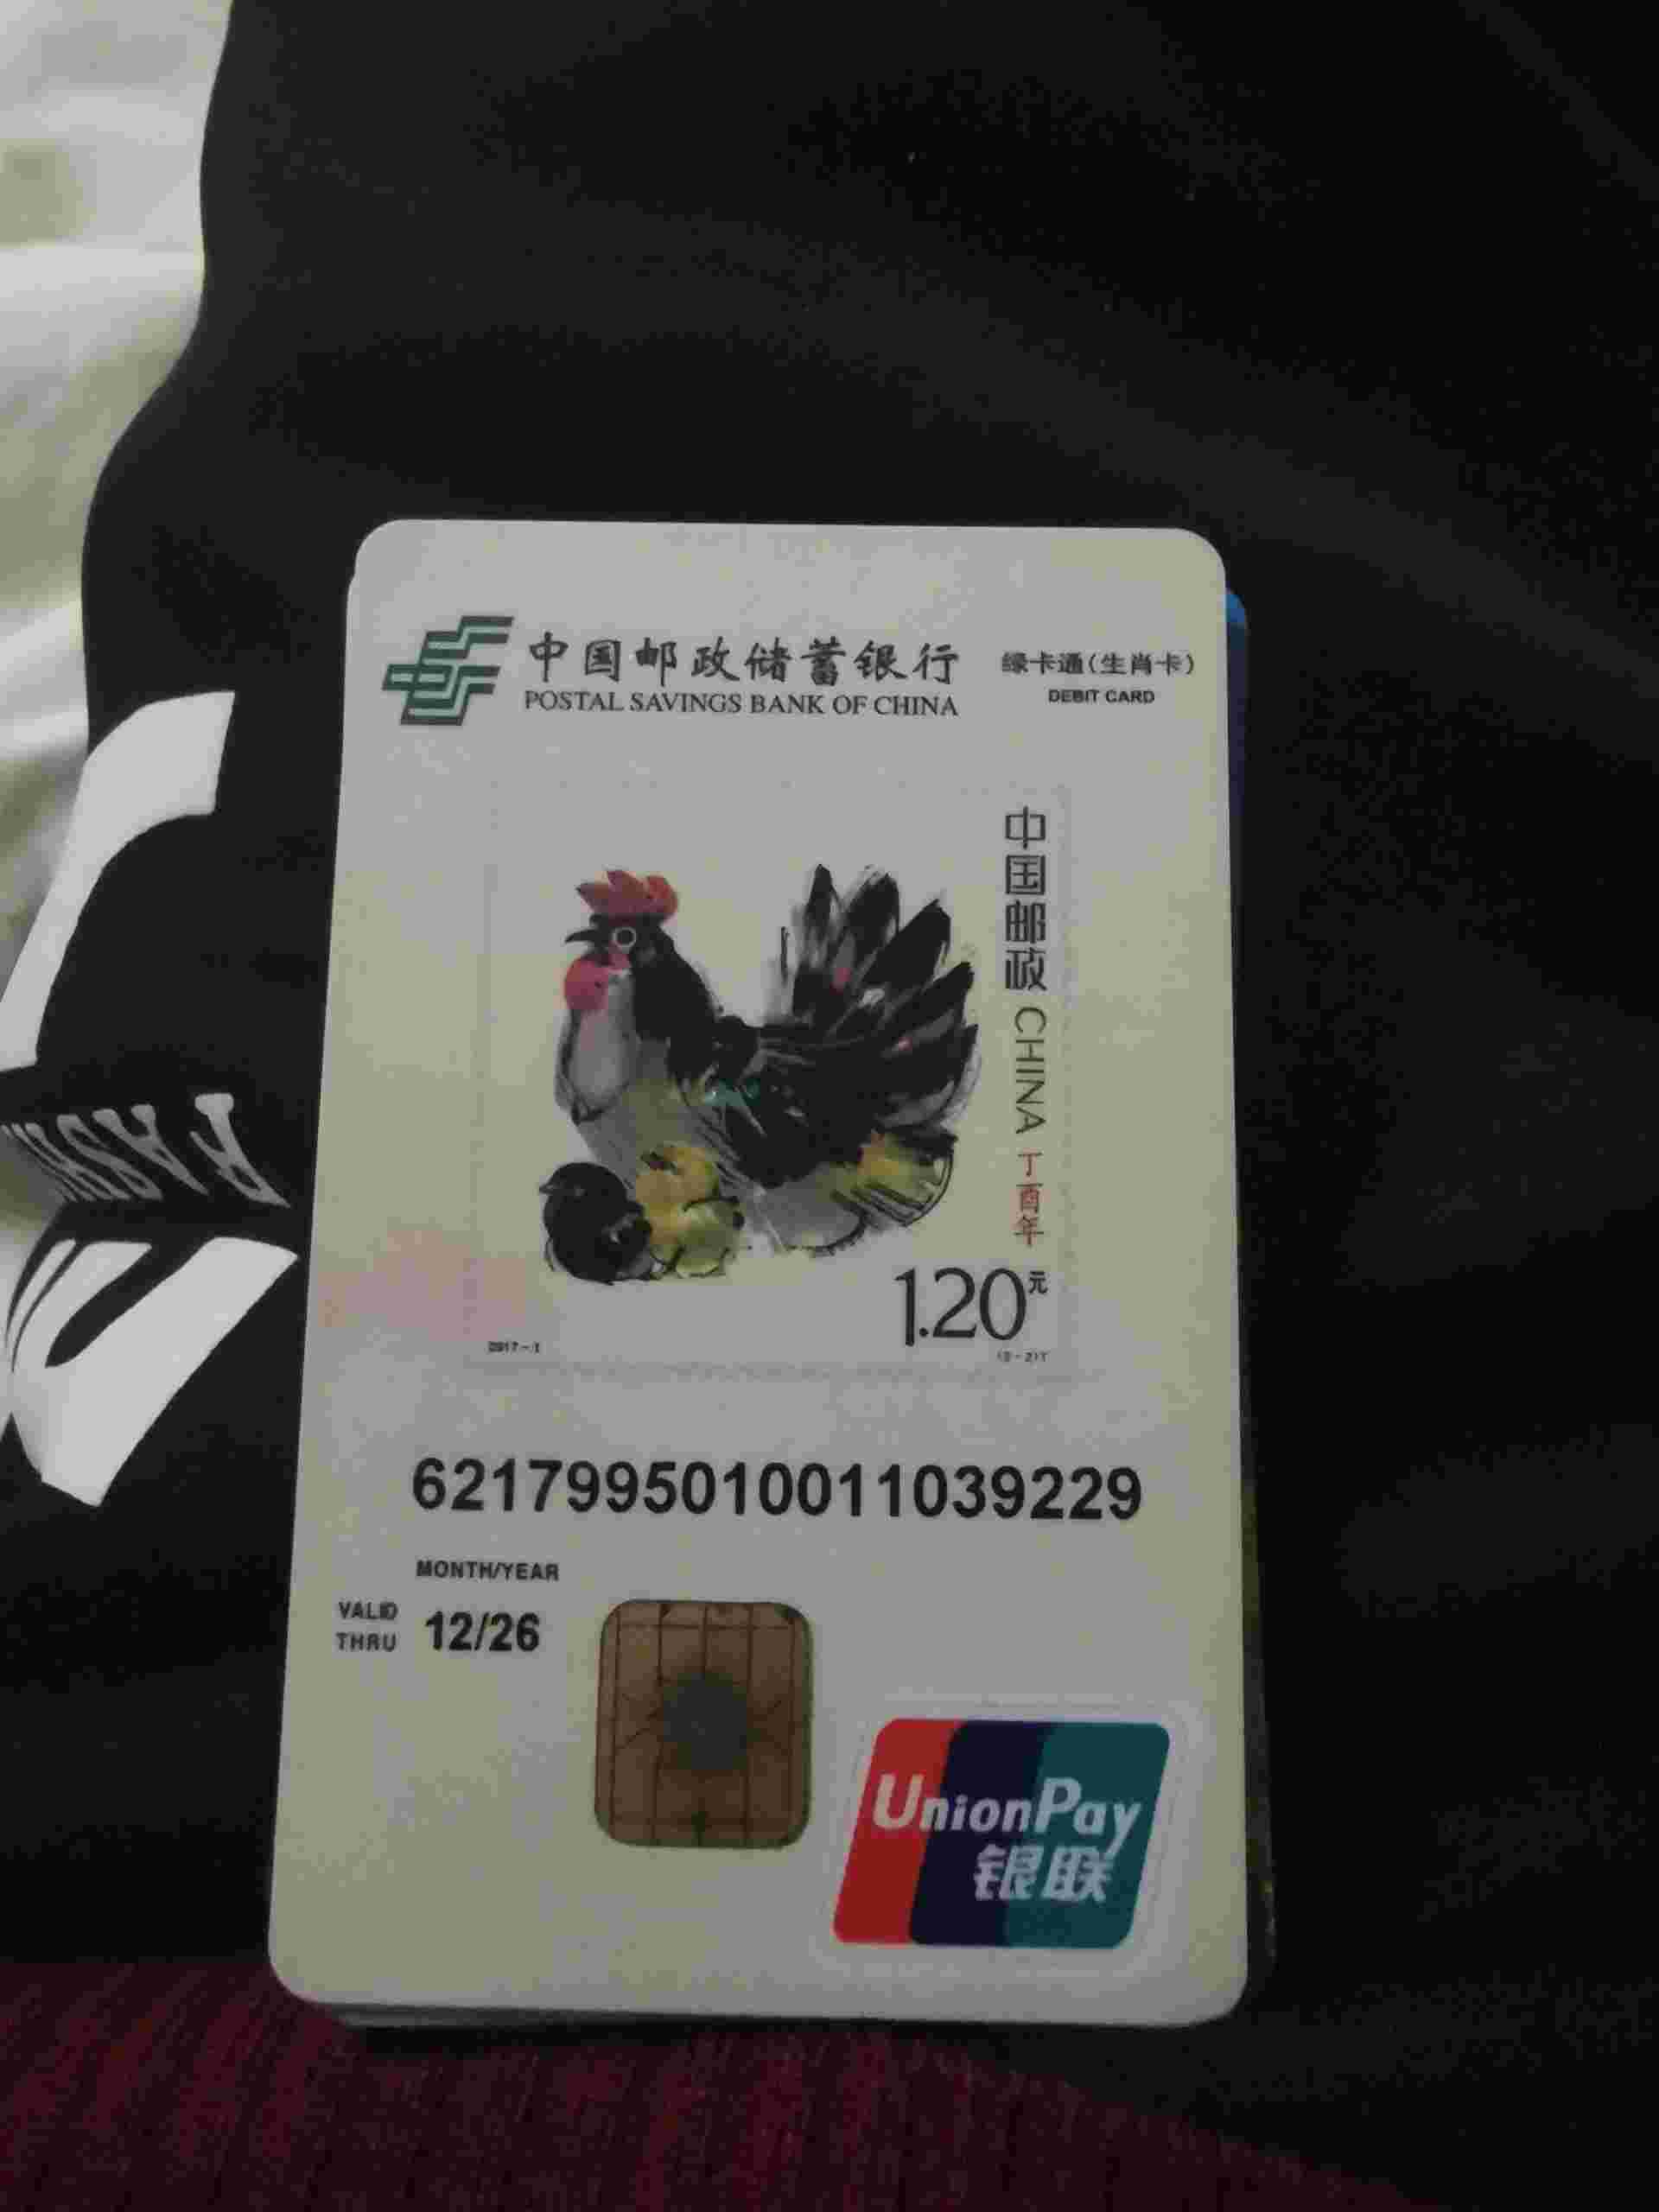 中国邮政储蓄银行
POSTAL SAVINGS BANK OF CHINA
绿卡通(生肖卡)
DEBIT CARD
中国邮政 CHINA 丁酉年
1.20元
2017-1
(2-2)T
6217995010011039229
MONTH/YEAR
VALID THRU 12/26
UnionPay
银联